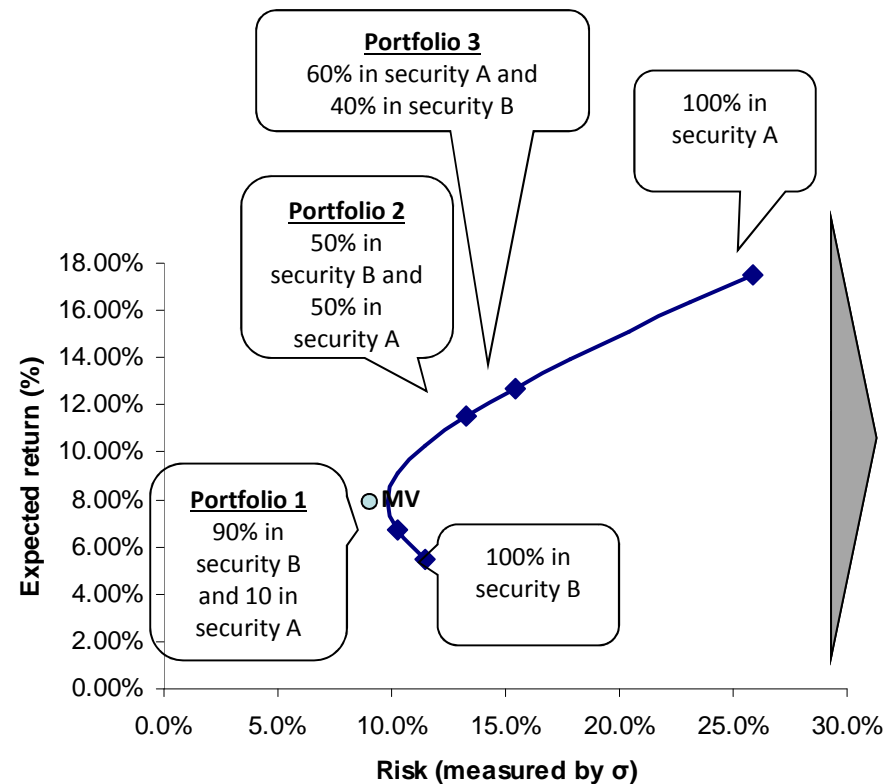 Portfolio 3
60% in security A and
40% in security B
100% in
security A
Portfolio 2
50% in
security B and
50% in
security A
Portfolio 1
90% in
security B
and 10 in
security A
MV
100% in
security B
Expected return (%)
18.00%
16.00%
14.00%
12.00%
10.00%
8.00%
6.00%
4.00%
2.00%
0.00%
0.0%
5.0%
10.0%
15.0%
20.0%
25.0%
30.0%
Risk (measured by σ)